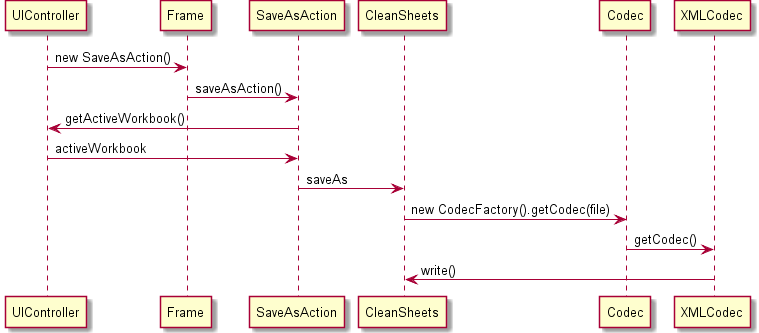 UIController Frame SaveAsAction CleanSheets Codec XMLCodec
new SaveAsAction()
saveAsAction()
getActiveWorkbook()
activeWorkbook
saveAs
new CodecFactory().getCodec(file)
getCodec()
write()
UIController Frame SaveAsAction CleanSheets Codec XMLCodec